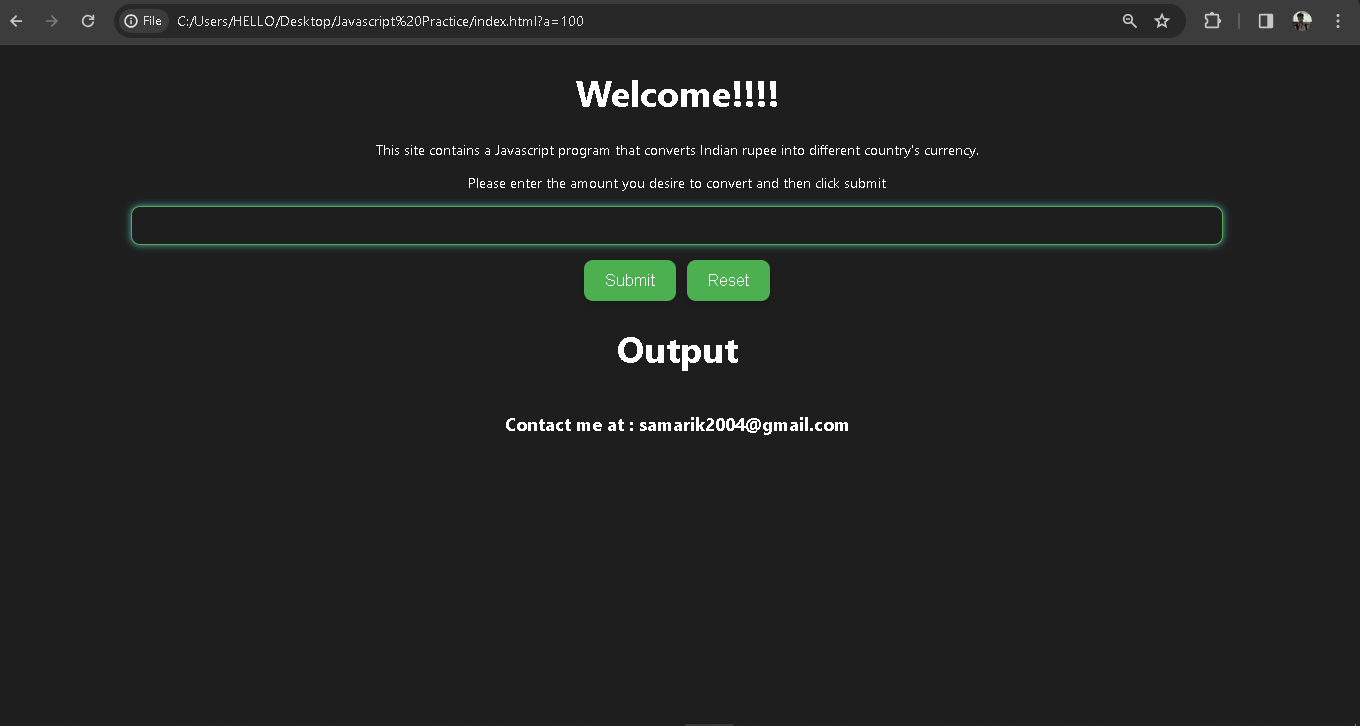 File C:/Users/HELLO/Desktop/Javascript%20Practice/index.html?a=100
Welcome!!!!
This site contains a Javascript program that converts Indian rupee into different country's currency.
Please enter the amount you desire to convert and then click submit
Submit Reset
Output
Contact me at : samarik2004@gmail.com